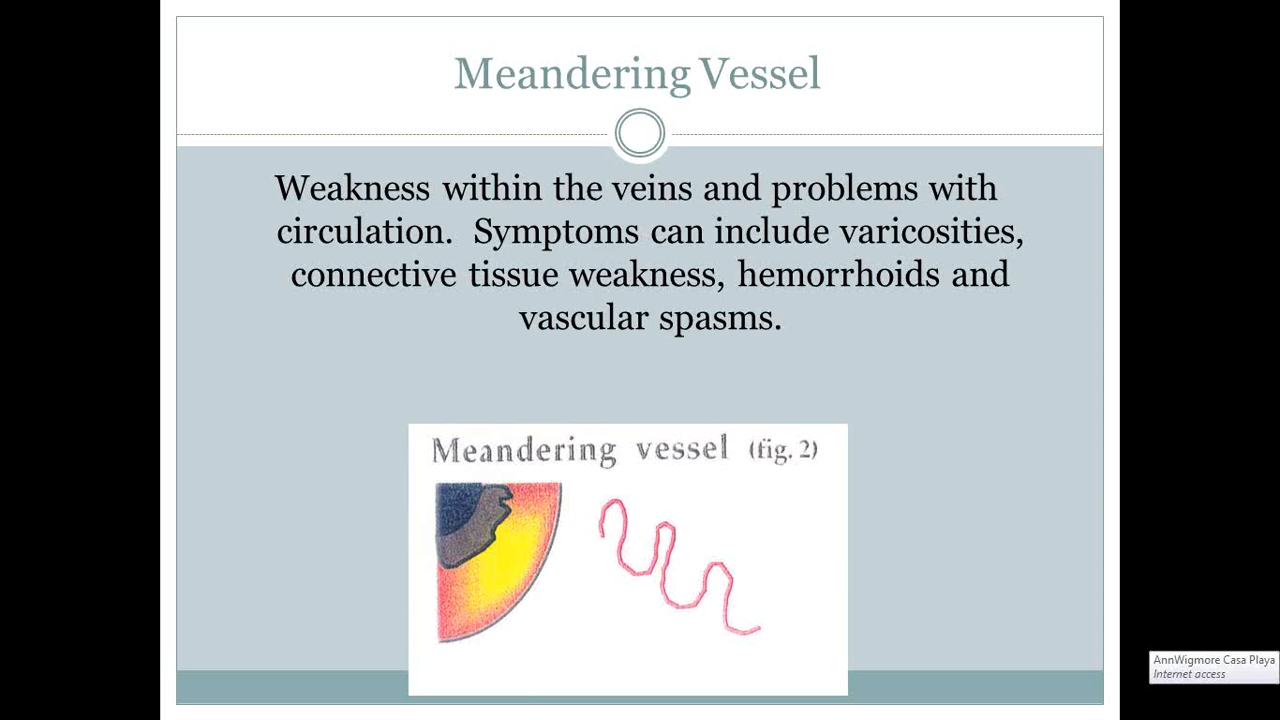 Meandering Vessel
Weakness within the veins and problems with
circulation.  Symptoms can include varicosities,
connective tissue weakness, hemorrhoids and
vascular spasms.
Meandering vessel (fig. 2)
AnnWigmore Casa Playa
Internet access